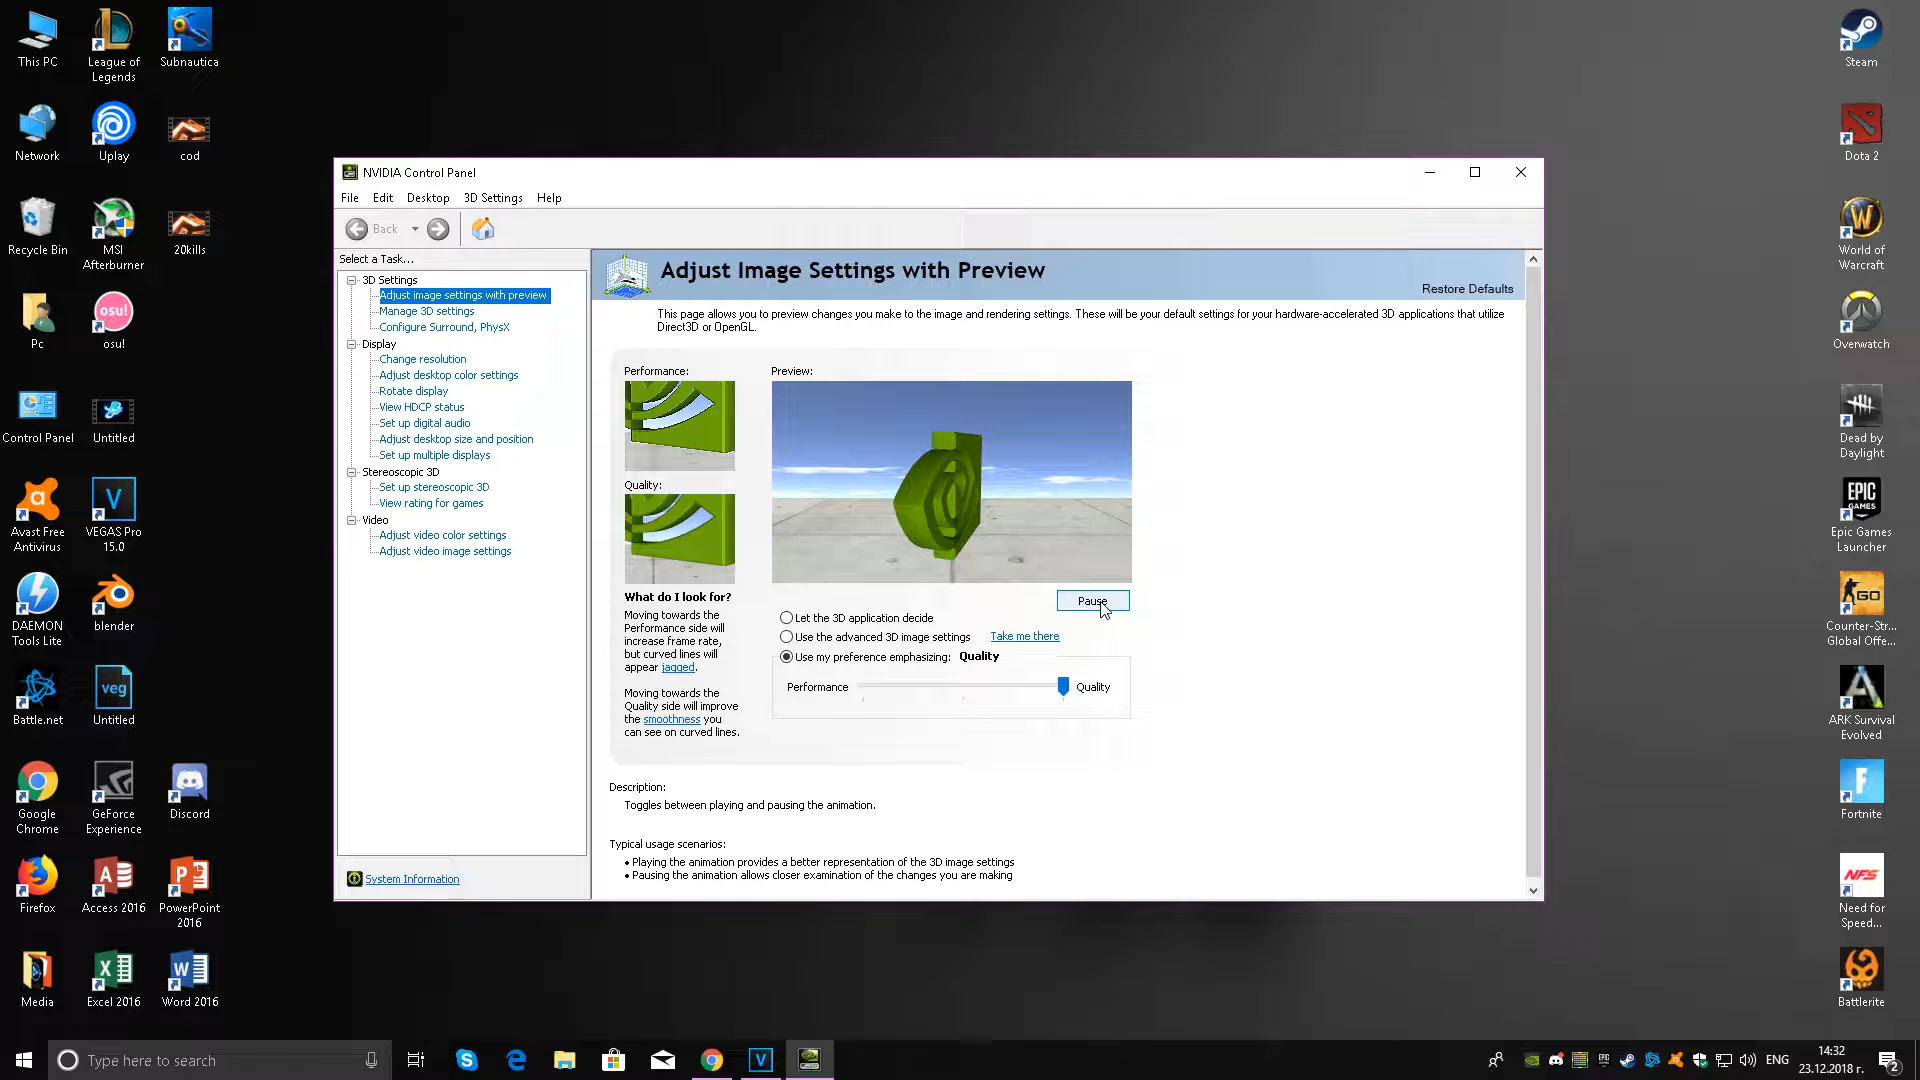 This PC
League of
Legends
Subnautica
Network
Uplay
cod
Recycle Bin
MSI
Afterburner
20kills
Pc
osu!
osu!
Control Panel
Untitled
Avast Free
Antivirus
V
VEGAS Pro
15.0
DAEMON
Tools Lite
blender
Battle.net
veg
Untitled
Google
Chrome
GeForce
Experience
Discord
Firefox
Access 2016
PowerPoint
2016
Media
Excel 2016
Word 2016
NVIDIA Control Panel
File Edit Desktop 3D Settings Help
Back
Select a Task...
3D Settings
Adjust image settings with preview
Manage 3D settings
Configure Surround, PhysX
Display
Change resolution
Adjust desktop color settings
Rotate display
View HDCP status
Set up digital audio
Adjust desktop size and position
Set up multiple displays
Stereoscopic 3D
Set up stereoscopic 3D
View rating for games
Video
Adjust video color settings
Adjust video image settings
System Information
Adjust Image Settings with Preview
Restore Defaults
This page allows you to preview changes you make to the image and rendering settings. These will be your default settings for your hardware-accelerated 3D applications that utilize
Direct3D or OpenGL.
Performance:
Quality:
What do I look for?
Moving towards the
Performance side will
increase frame rate,
but curved lines will
appear jagged.
Moving towards the
Quality side will improve
the smoothness you
can see on curved lines.
Preview:
Pause
Let the 3D application decide
Use the advanced 3D image settings Take me there
Use my preference emphasizing: Quality
Performance Quality
Description:
Toggles between playing and pausing the animation.
Typical usage scenarios:
• Playing the animation provides a better representation of the 3D image settings
• Pausing the animation allows closer examination of the changes you are making
Steam
Dota 2
World of
Warcraft
Overwatch
Dead by
Daylight
EPIC
GAMES
Epic Games
Launcher
GO
Counter-Str...
Global Offe...
ARK Survival
Evolved
F
Fortnite
NFS
Need for
Speed...
Battlerite
Type here to search
ENG
14:32
23.12.2018 г.
2